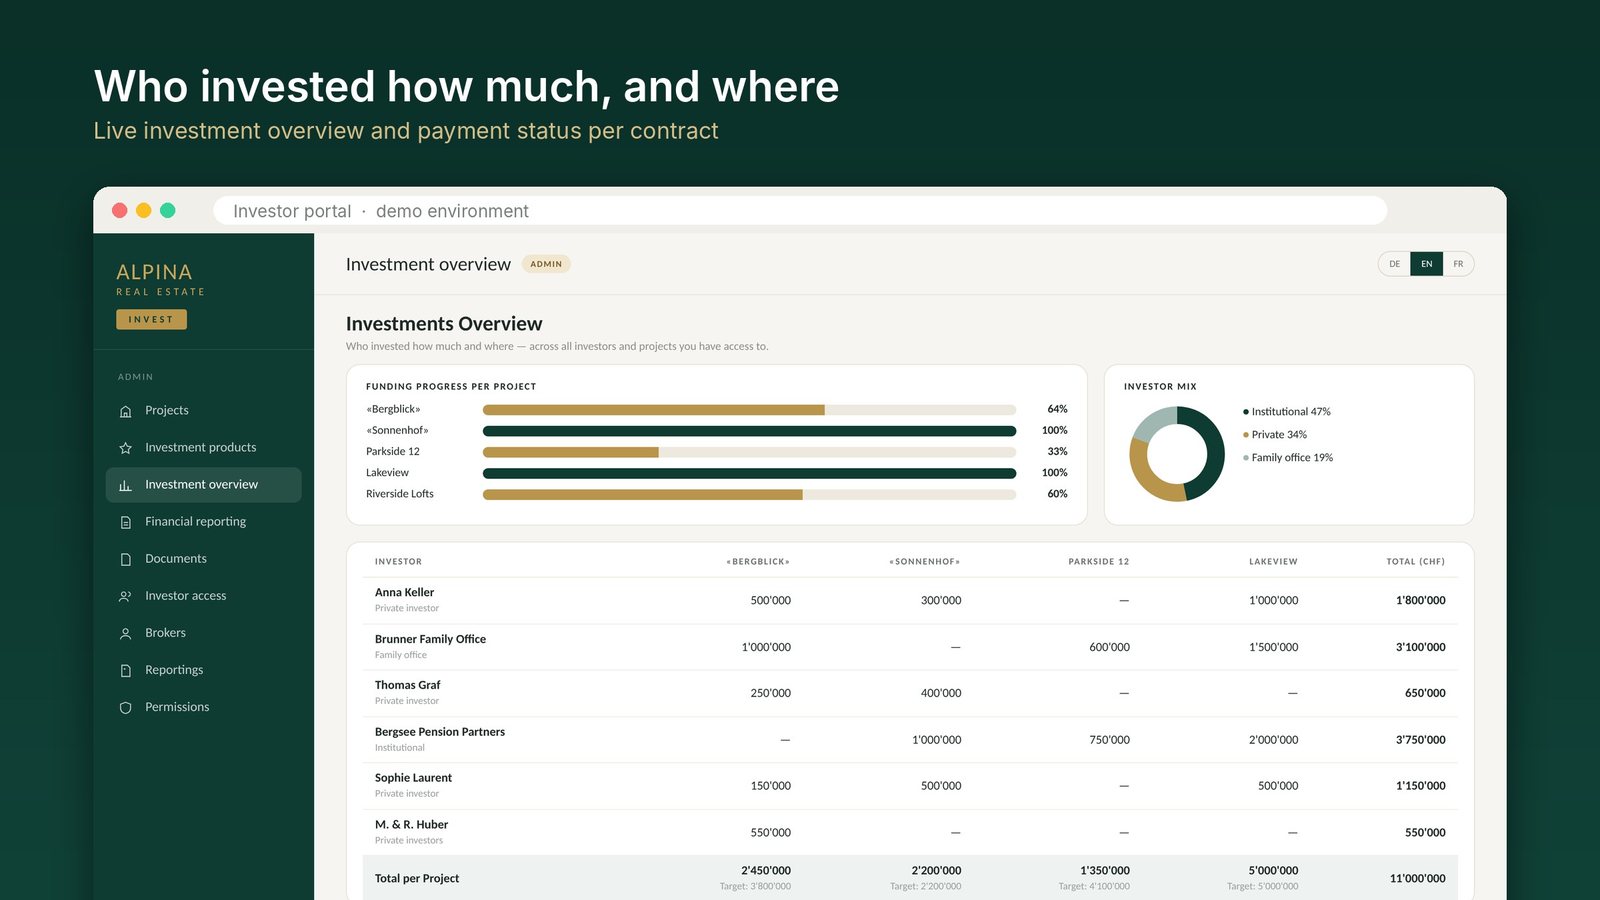 Who invested how much, and where
Live investment overview and payment status per contract
Investor portal · demo environment
ALPINA
REAL ESTATE
INVEST
ADMIN
Projects
Investment products
Investment overview
Financial reporting
Documents
Investor access
Brokers
Reportings
Permissions
Investment overview ADMIN
DE EN FR
Investments Overview
Who invested how much and where — across all investors and projects you have access to.
FUNDING PROGRESS PER PROJECT
«Bergblick» 64%
«Sonnenhof» 100%
Parkside 12 33%
Lakeview 100%
Riverside Lofts 60%
INVESTOR MIX
Institutional 47%
Private 34%
Family office 19%
INVESTOR «BERGBLICK» «SONNENHOF» PARKSIDE 12 LAKEVIEW TOTAL (CHF)
Anna Keller
Private investor
500'000 300'000 — 1'000'000 1'800'000
Brunner Family Office
Family office
1'000'000 — 600'000 1'500'000 3'100'000
Thomas Graf
Private investor
250'000 400'000 — — 650'000
Bergsee Pension Partners
Institutional
— 1'000'000 750'000 2'000'000 3'750'000
Sophie Laurent
Private investor
150'000 500'000 — 500'000 1'150'000
M. & R. Huber
Private investors
550'000 — — — 550'000
Total per Project
2'450'000 2'200'000 1'350'000 5'000'000 11'000'000
Target: 3'800'000 Target: 2'200'000 Target: 4'100'000 Target: 5'000'000